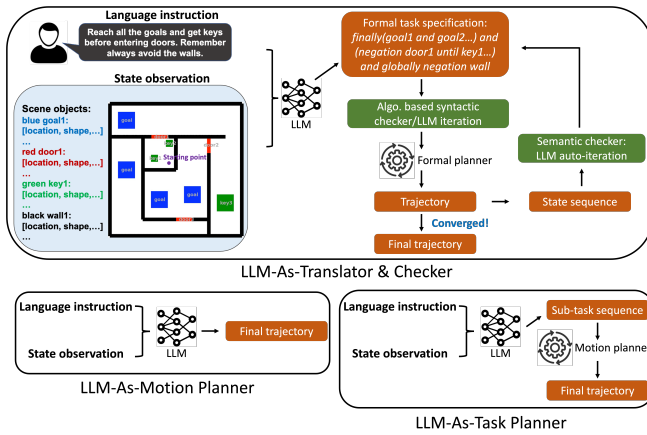 Language instruction
Reach all the goals and get keys
before entering doors. Remember
always avoid the walls.
State observation
Scene objects:
blue goal1:
[location, shape,...]
...
red door1:
[location, shape,...]
...
green key1:
[location, shape,...]
...
black wall1:
[location, shape,...]
...
goal
goal
goal
goal
Starting point
key3
LLM
Formal task specification:
finally(goal1 and goal2...) and
(negation door1 until key1...)
and globally negation wall
Algo. based syntactic
checker/LLM iteration
Formal planner
Trajectory
Converged!
Final trajectory
State sequence
Semantic checker:
LLM auto-iteration
LLM-As-Translator & Checker
Language instruction
State observation
LLM
Final trajectory
LLM-As-Motion Planner
Language instruction
State observation
LLM
Sub-task sequence
Motion planne
Final trajectory
LLM-As-Task Planner